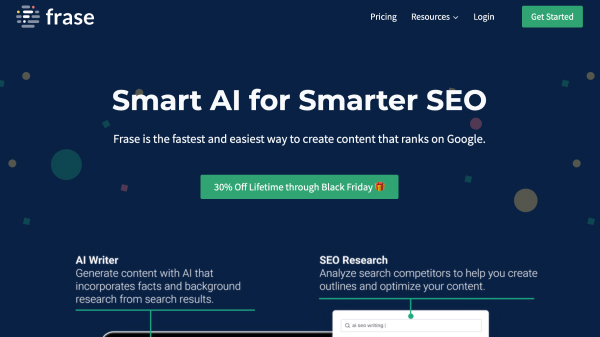 frase
Pricing
Resources
Login
Get Started
Smart AI for Smarter SEO
Frase is the fastest and easiest way to create content that ranks on Google.
30% Off Lifetime through Black Friday🎁
AI Writer
Generate content with AI that
incorporates facts and background
research from search results.
SEO Research
Analyze search competitors to help you create
outlines and optimize your content.
ai seo writing